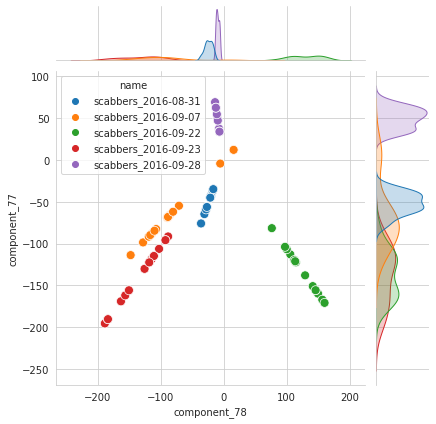 name
scabbers_2016-08-31
scabbers_2016-09-07
scabbers_2016-09-22
scabbers_2016-09-23
scabbers_2016-09-28
100
50
0
−50
−100
−150
−200
−250
component_77
−200
−100
0
100
200
component_78